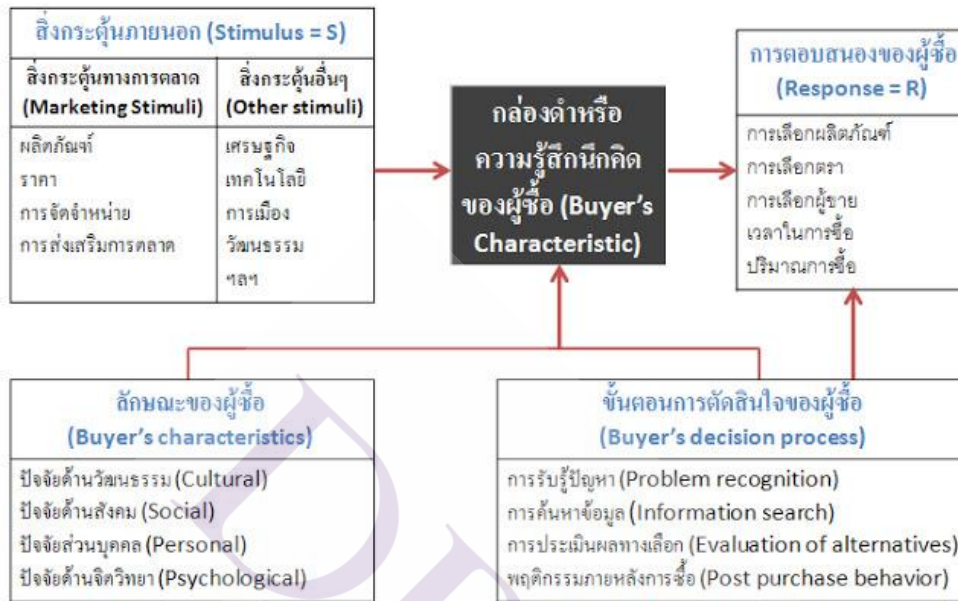 สิ่งกระตุ้นภายนอก (Stimulus = S)
สิ่งกระตุ้นทางการตลาด
(Marketing Stimuli)
ผลิตภัณฑ์
ราคา
การจัดจำหน่าย
การส่งเสริมการตลาด
สิ่งกระตุ้นอื่นๆ
(Other stimuli)
เศรษฐกิจ
เทคโนโลยี
การเมือง
วัฒนธรรม
ฯลฯ
กล่องดำหรือ
ความรู้สึกนึกคิด
ของผู้ซื้อ (Buyer's
Characteristic)
การตอบสนองของผู้ซื้อ
(Response = R)
การเลือกผลิตภัณฑ์
การเลือกตรา
การเลือกผู้ขาย
เวลาในการซื้อ
ปริมาณการซื้อ
ลักษณะของผู้ซื้อ
(Buyer's characteristics)
ปัจจัยด้านวัฒนธรรม (Cultural)
ปัจจัยด้านสังคม (Social)
ปัจจัยส่วนบุคคล (Personal)
ปัจจัยด้านจิตวิทยา (Psychological)
ขั้นตอนการตัดสินใจของผู้ซื้อ
(Buyer's decision process)
การรับรู้ปัญหา (Problem recognition)
การค้นหาข้อมูล (Information search)
การประเมินผลทางเลือก (Evaluation of alternatives)
พฤติกรรมภายหลังการซื้อ (Post purchase behavior)